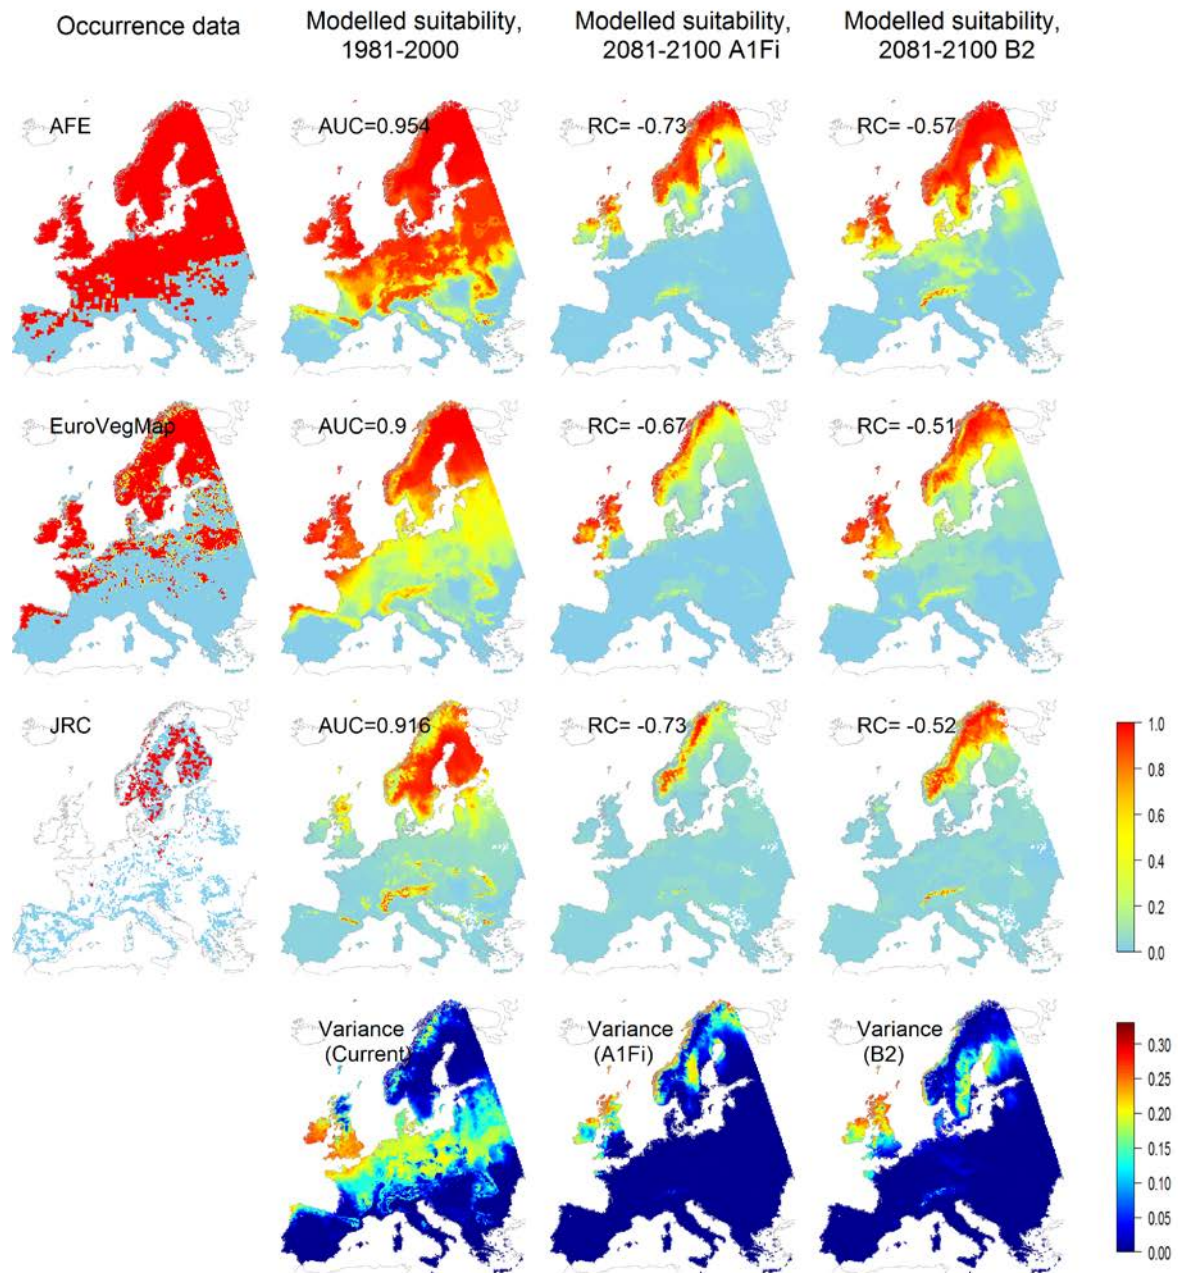 Occurrence data
Modelled suitability,
1981-2000
Modelled suitability,
2081-2100 A1Fi
Modelled suitability,
2081-2100 B2
AFE
AUC=0.954
RC= -0.73
RC= -0.57
EuroVegMap
AUC=0.9
RC= -0.67
RC= -0.51
JRC
AUC=0.916
RC= -0.73
RC= -0.52
1.0
0.8
0.6
0.4
0.2
0.0
Variance
(Current)
Variance
(A1Fi)
Variance
(B2)
0.30
0.25
0.20
0.15
0.10
0.05
0.00